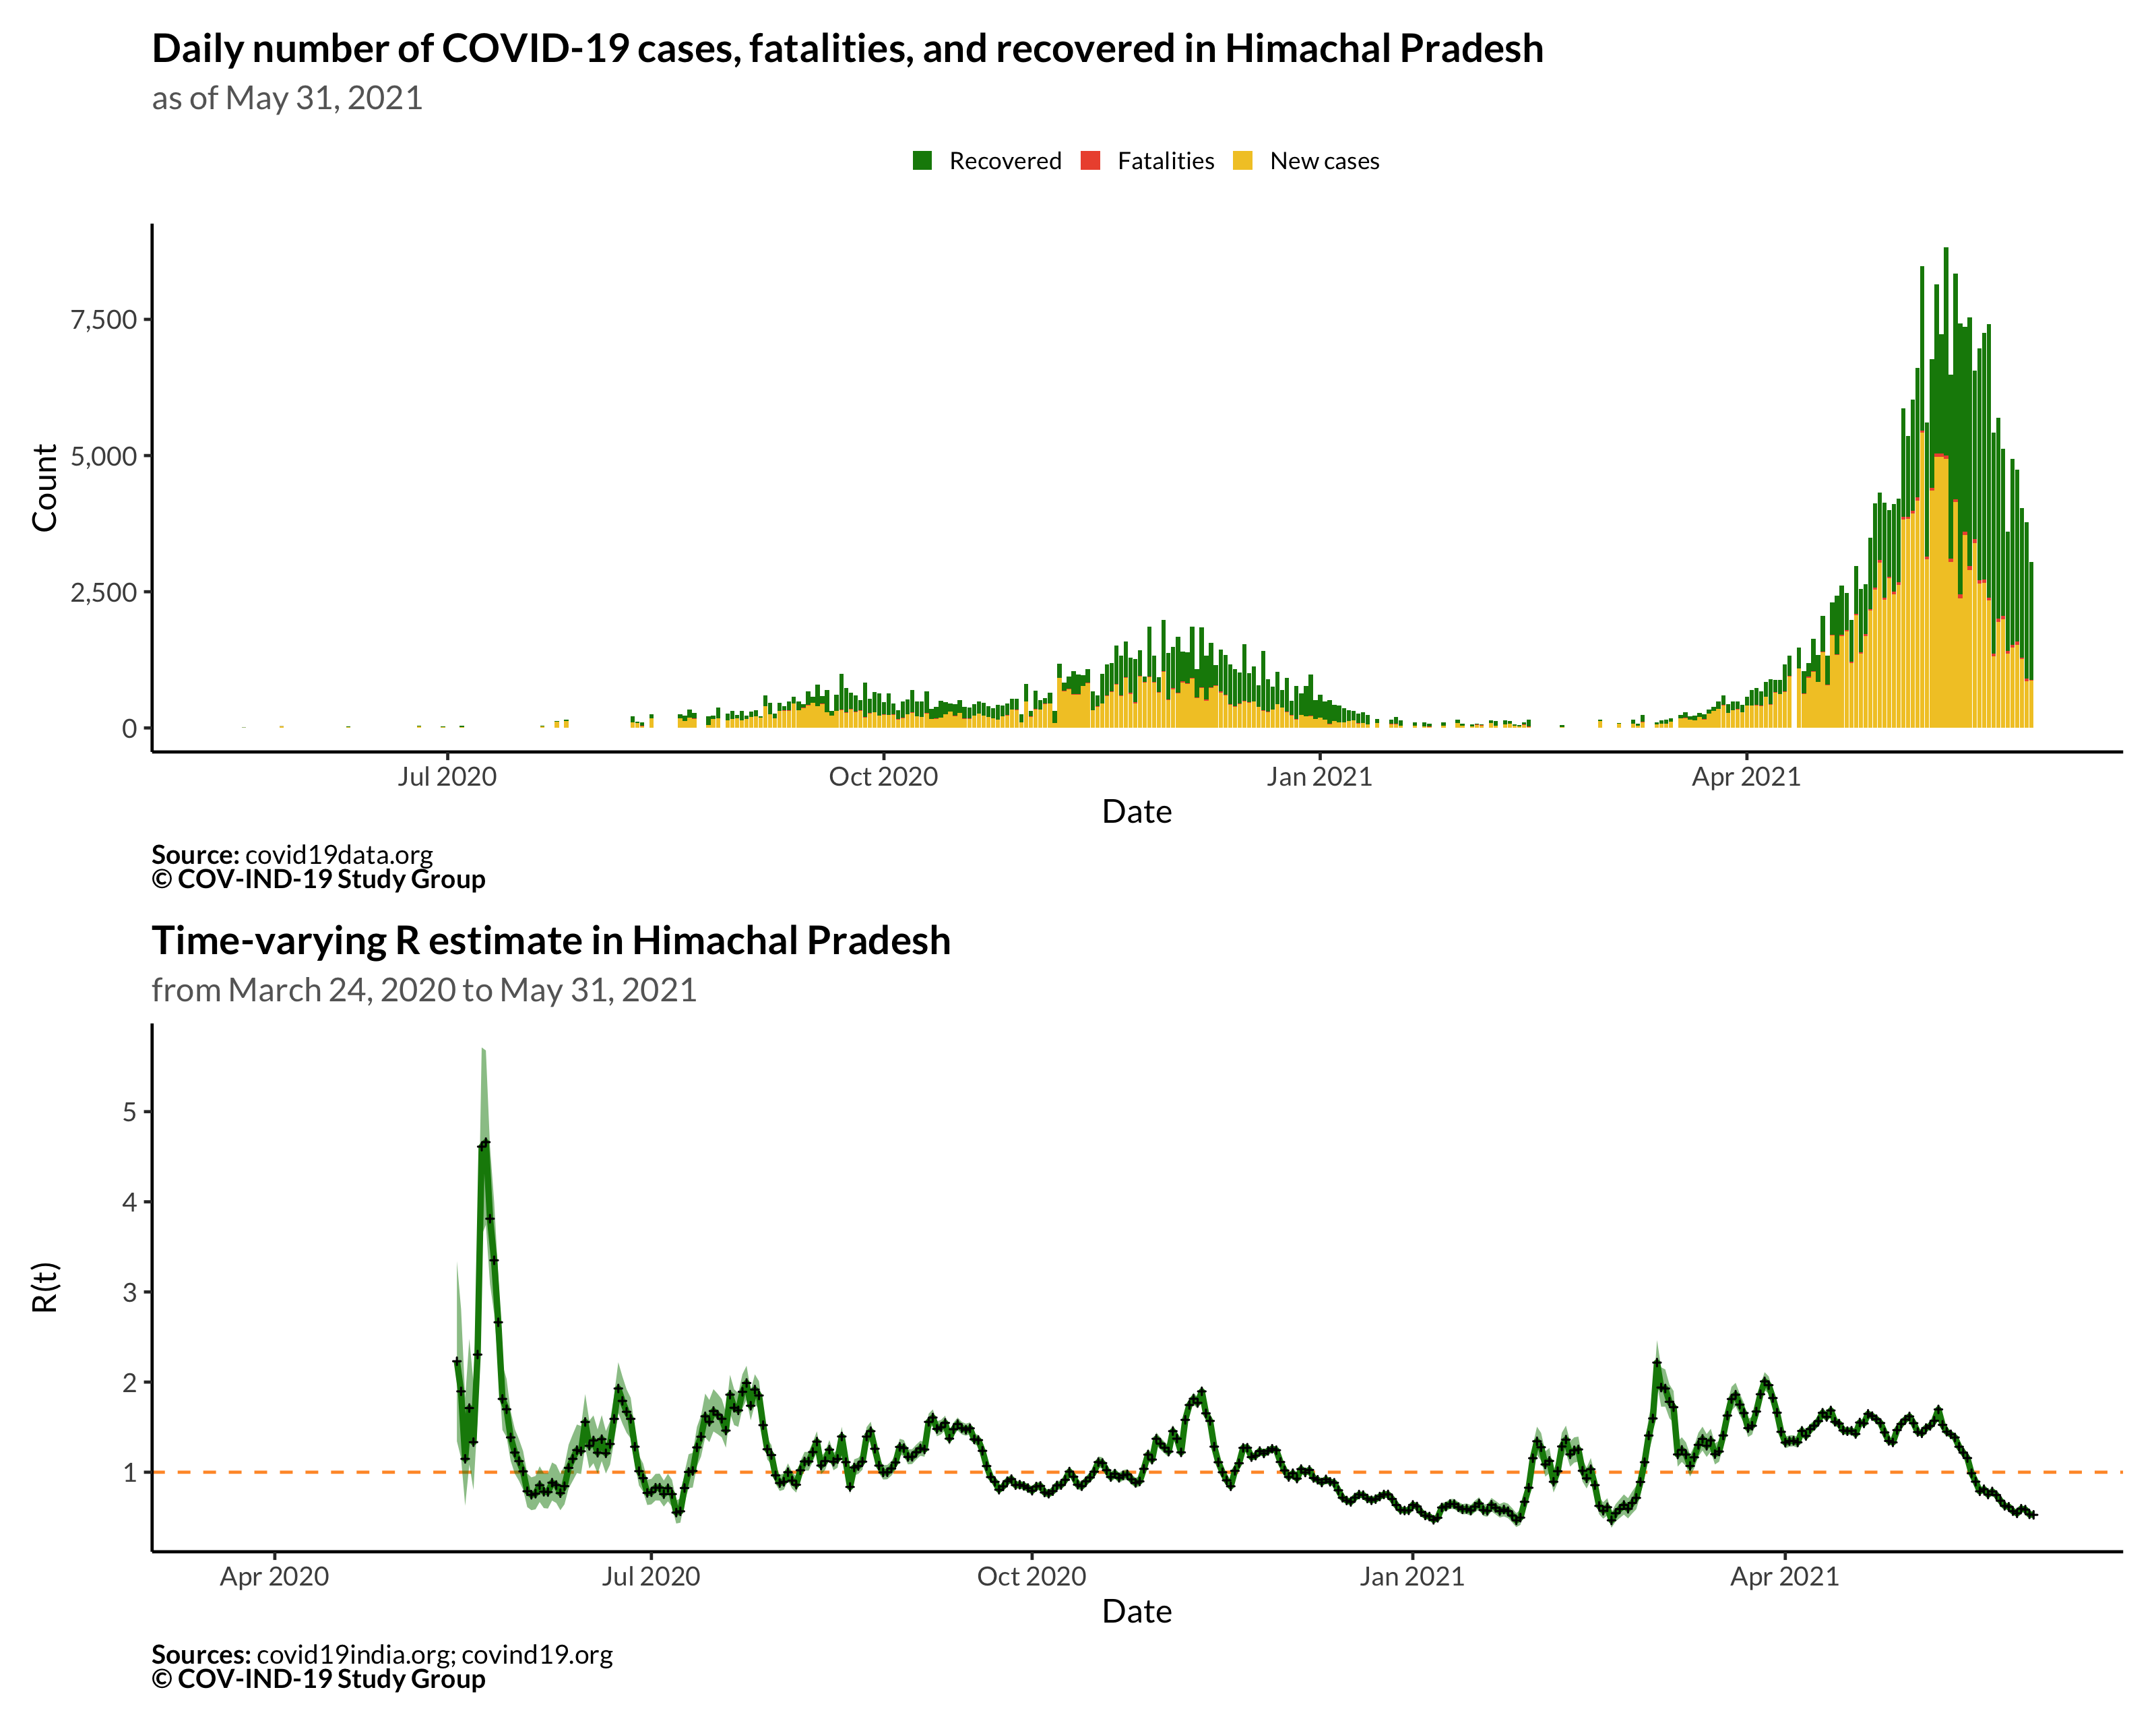 Daily number of COVID-19 cases, fatalities, and recovered in Himachal Pradesh
as of May 31, 2021
Recovered Fatalities New cases
7,500
5,000
2,500
0
Count
Jul 2020 Oct 2020 Jan 2021 Apr 2021
Date
Source: covid19data.org
© COV-IND-19 Study Group
Time-varying R estimate in Himachal Pradesh
from March 24, 2020 to May 31, 2021
5
4
3
2
1
R(t)
Apr 2020 Jul 2020 Oct 2020 Jan 2021 Apr 2021
Date
Sources: covid19india.org; covind19.org
© COV-IND-19 Study Group